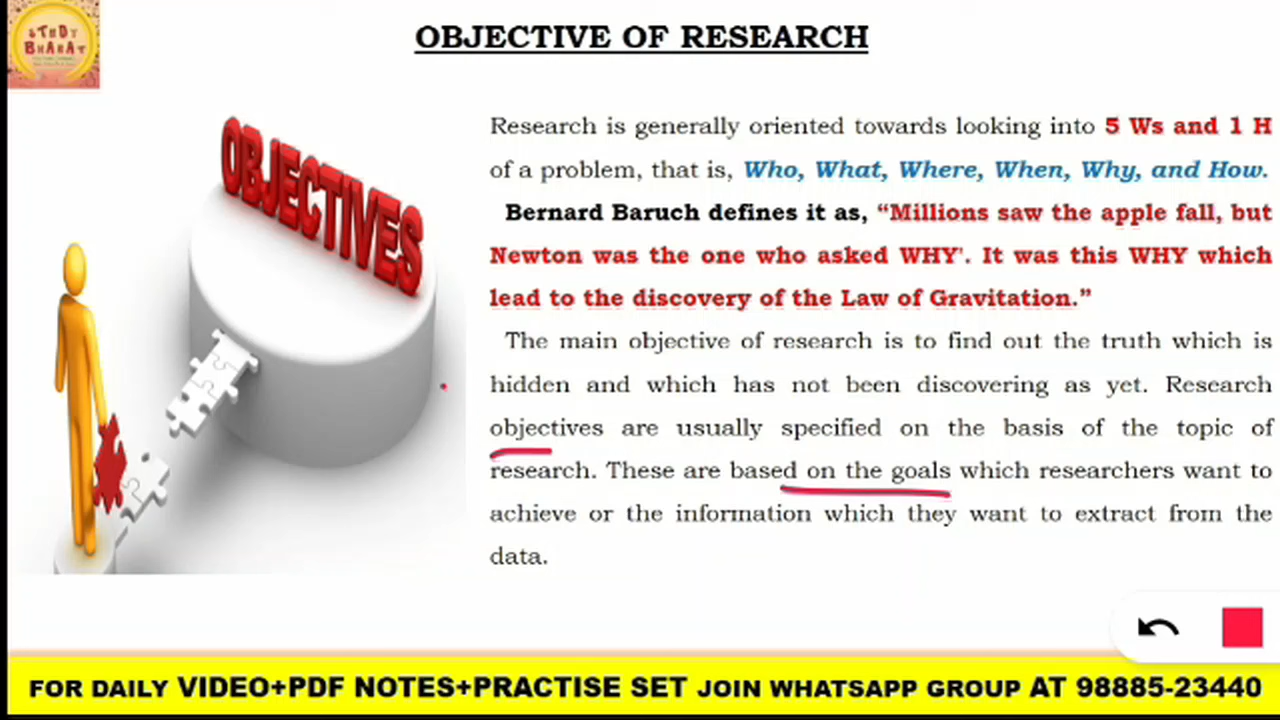 STUDY
BHARAT
OBJECTIVE OF RESEARCH
OBJECTIVES
Research is generally oriented towards looking into 5 Ws and 1 H
of a problem, that is, Who, What, Where, When, Why, and How.
Bernard Baruch defines it as, “Millions saw the apple fall, but
Newton was the one who asked WHY'. It was this WHY which
lead to the discovery of the Law of Gravitation.”
The main objective of research is to find out the truth which is
hidden and which has not been discovering as yet. Research
objectives are usually specified on the basis of the topic of
research. These are based on the goals which researchers want to
achieve or the information which they want to extract from the
data.
FOR DAILY VIDEO+PDF NOTES+PRACTISE SET JOIN WHATSAPP GROUP AT 98885-23440